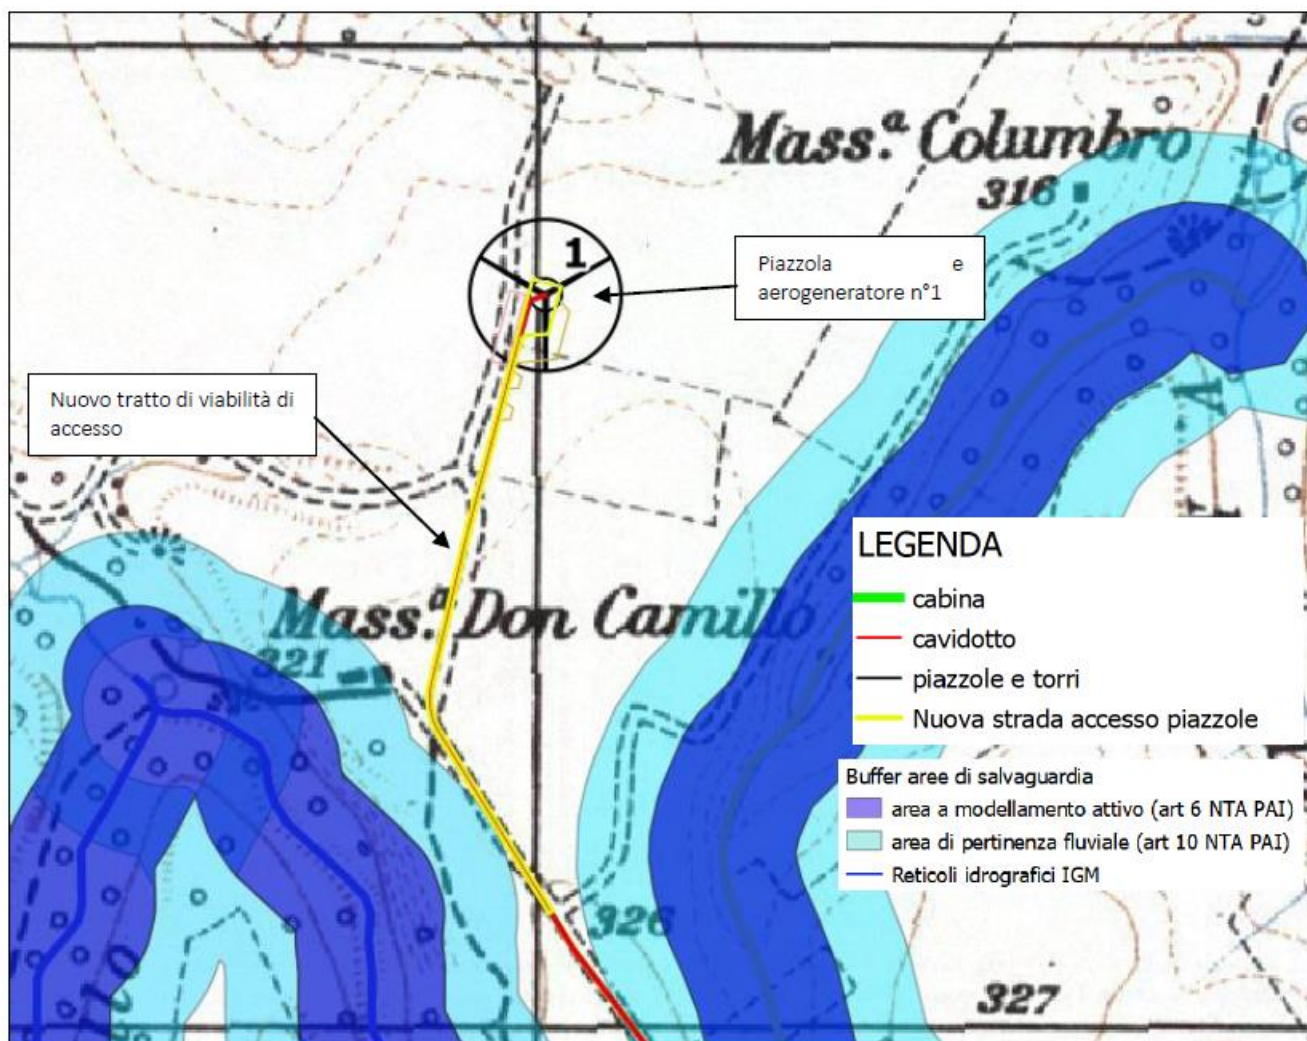 Mass.ª Columbro
316
1
Piazzola e
aerogeneratore n°1
Nuovo tratto di viabilità di
accesso
Mass.ª Don Camillo
321
326
327
LEGENDA
cabina
cavidotto
piazzole e torri
Nuova strada accesso piazzole
Buffer aree di salvaguardia
area a modellamento attivo (art 6 NTA PAI)
area di pertinenza fluviale (art 10 NTA PAI)
Reticoli idrografici IGM